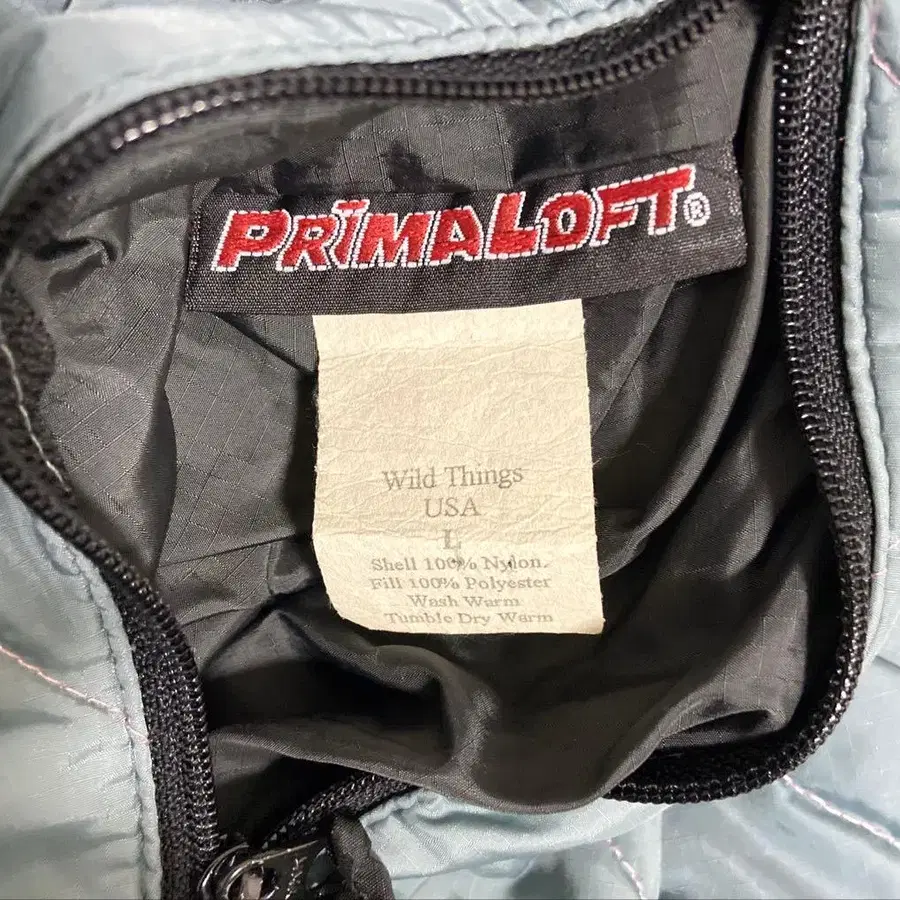 PRIMALOFT®
Wild Things
USA
L
Shell 100% Nylon.
Fill 100% Polyester
Wash Warm
Tumble Dry Warm